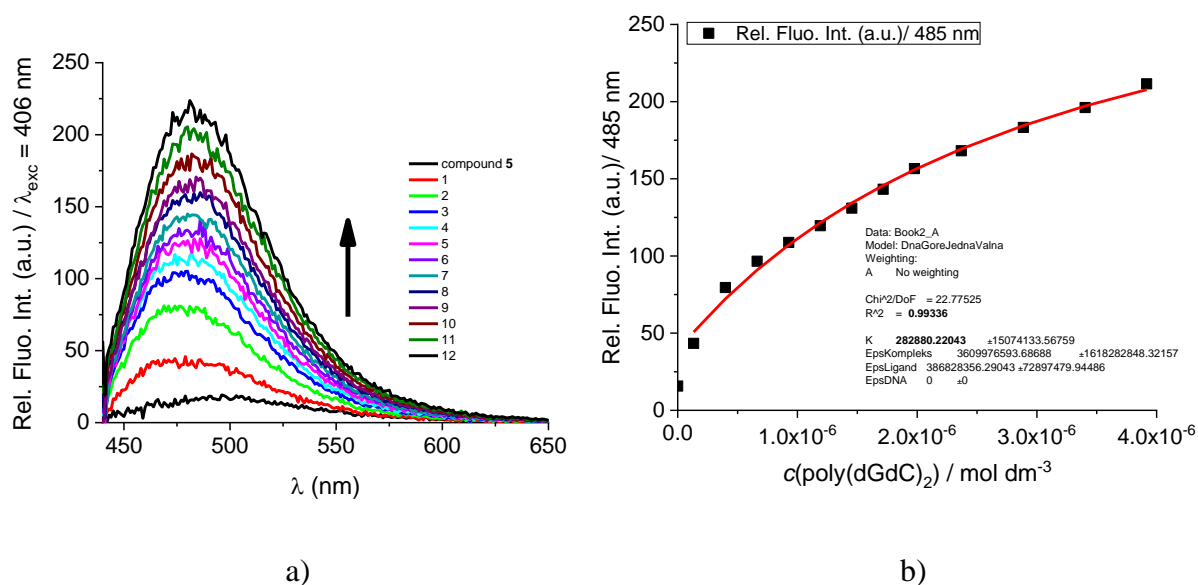 Rel. Fluo. Int. (a.u.) / λexc = 406 nm
250
200
150
100
50
0
450
500
550
600
650
λ (nm)
compound 5
1
2
3
4
5
6
7
8
9
10
11
12
a)
Rel. Fluo. Int. (a.u.)/ 485 nm
Rel. Fluo. Int. (a.u.)/ 485 nm
250
200
150
100
50
0
0.0
1.0x10-6
2.0x10-6
3.0x10-6
4.0x10-6
c(poly(dGdC)2) / mol dm-3
Data: Book2_A
Model: DnaGoreJednaValna
Weighting:
A No weighting
Chi^2/DoF = 22.77525
R^2 = 0.99336
K 282880.22043 ±15074133.56759
EpsKompleks 3609976593.68688 ±1618282848.32157
EpsLigand 386828356.29043 ±72897479.94486
EpsDNA 0 ±0
b)